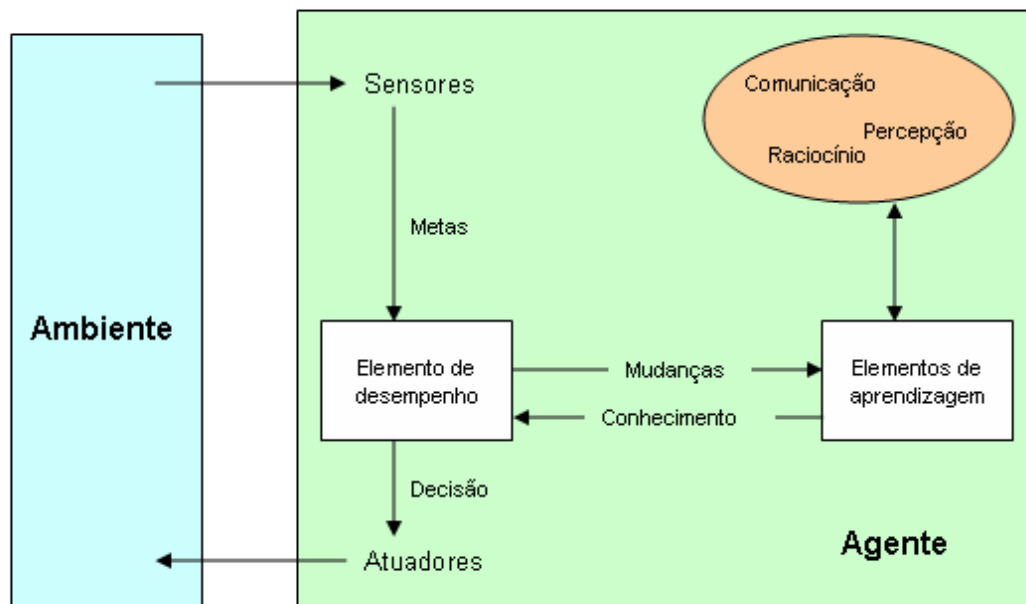 Ambiente
Sensores
Metas
Elemento de
desempenho
Decisão
Atuadores
Mudanças
Conhecimento
Comunicação
Percepção
Raciocínio
Elementos de
aprendizagem
Agente